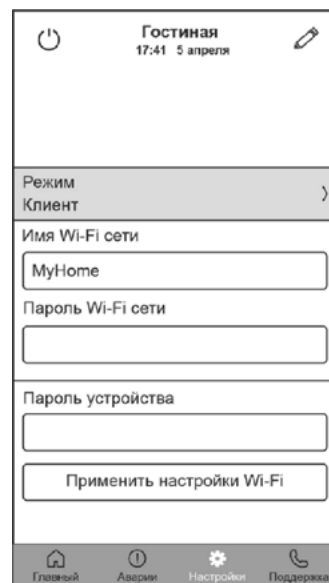 Гостиная
17:41 5 апреля
Режим
Клиент
Имя Wi-Fi сети
MyHome
Пароль Wi-Fi сети
Пароль устройства
Применить настройки Wi-Fi
Главный Аварии Настройки Поддержка